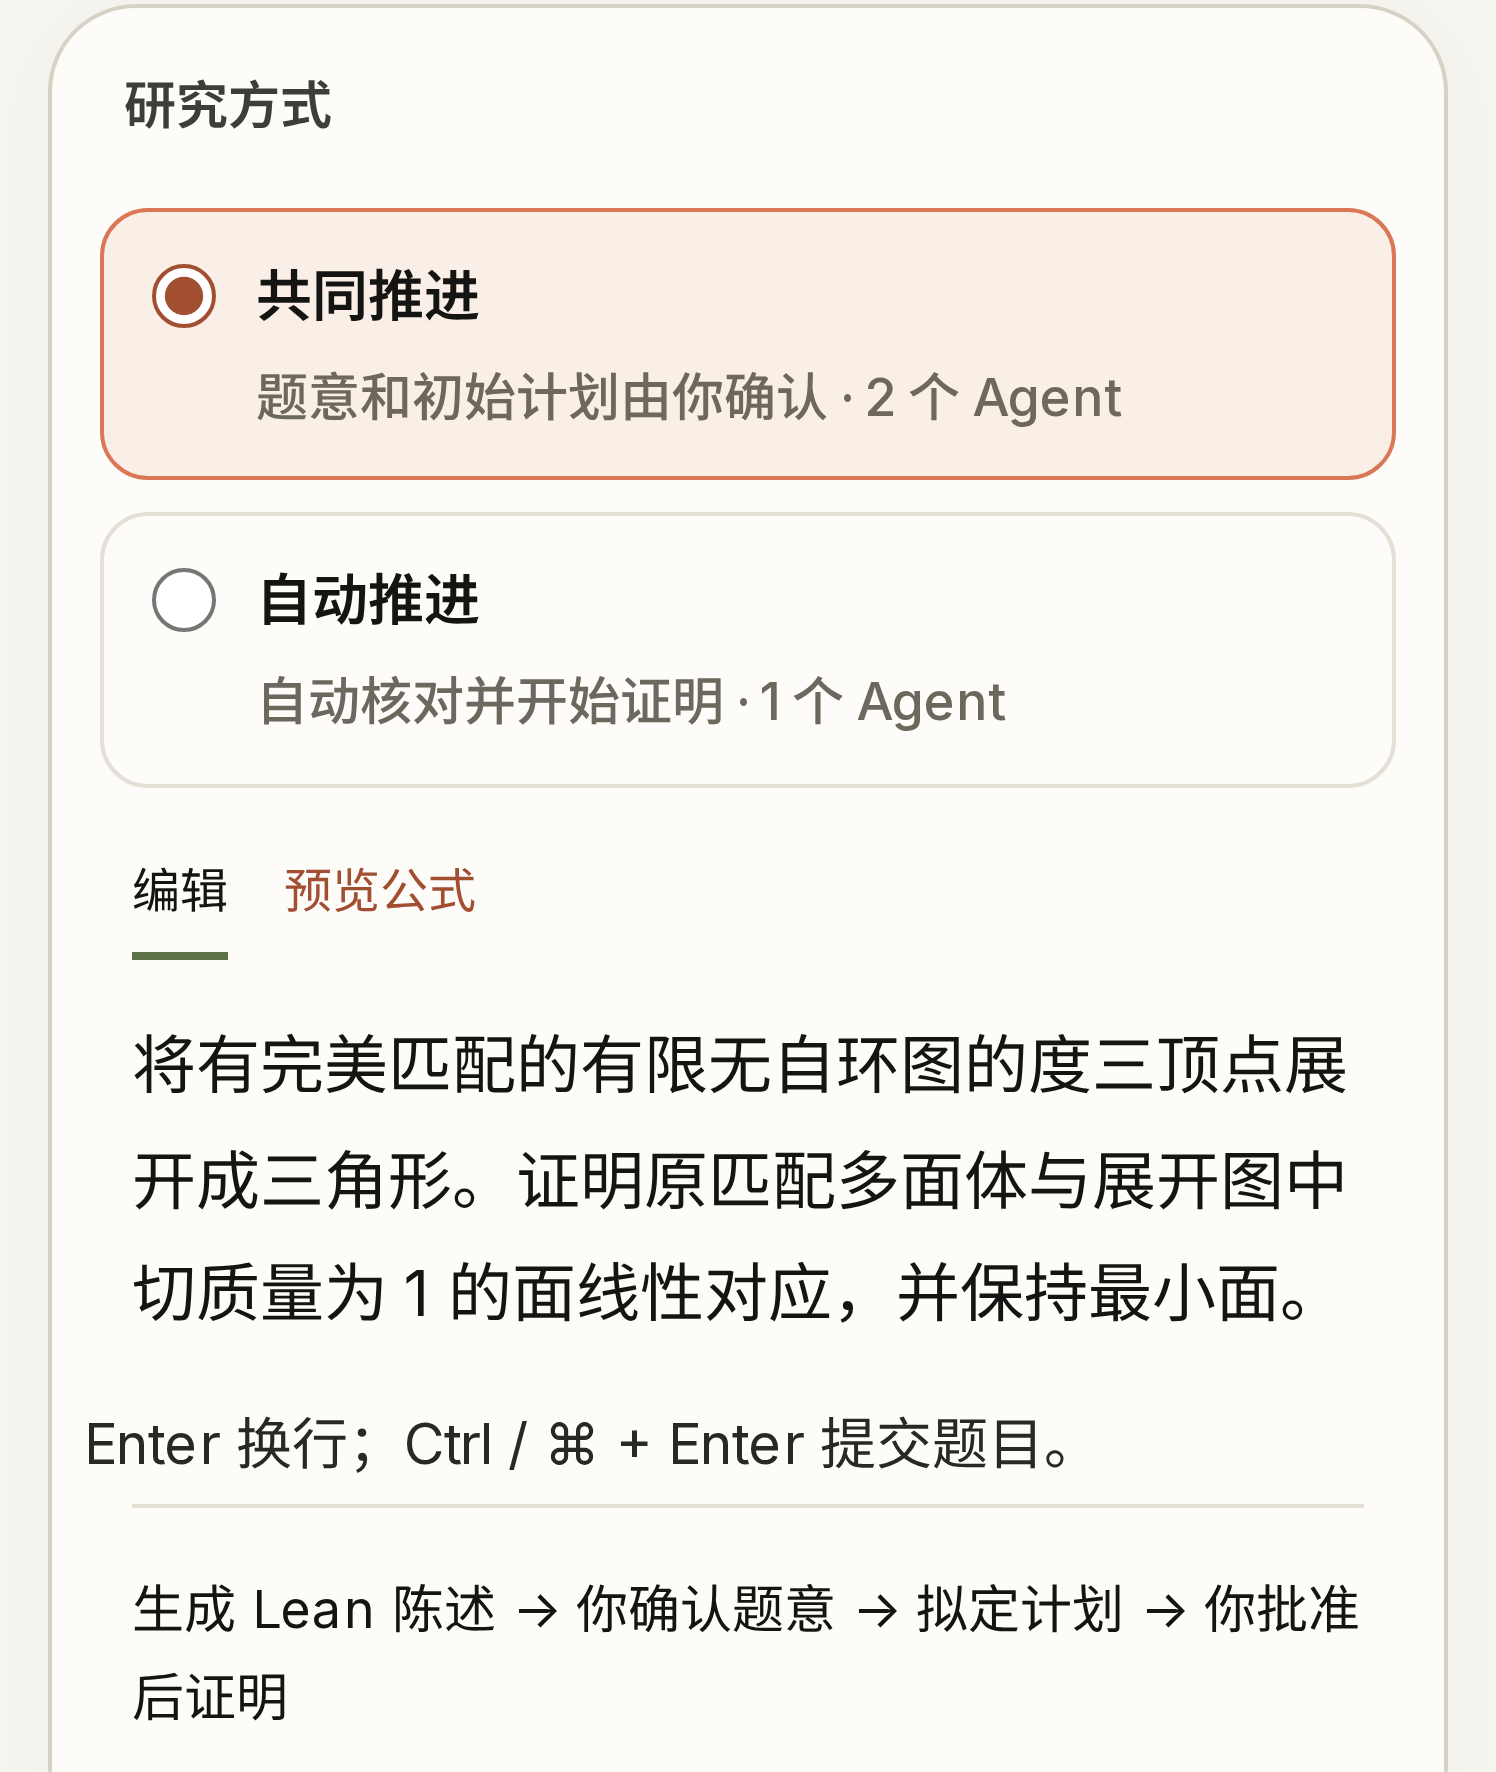 研究方式
共同推进
题意和初始计划由你确认 · 2 个 Agent
自动推进
自动核对并开始证明 · 1 个 Agent
编辑 预览公式
将有完美匹配的有限无自环图的度三顶点展
开成三角形。证明原匹配多面体与展开图中
切质量为 1 的面线性对应，并保持最小面。
Enter 换行；Ctrl / ⌘ + Enter 提交题目。
生成 Lean 陈述 → 你确认题意 → 拟定计划 → 你批准
后证明